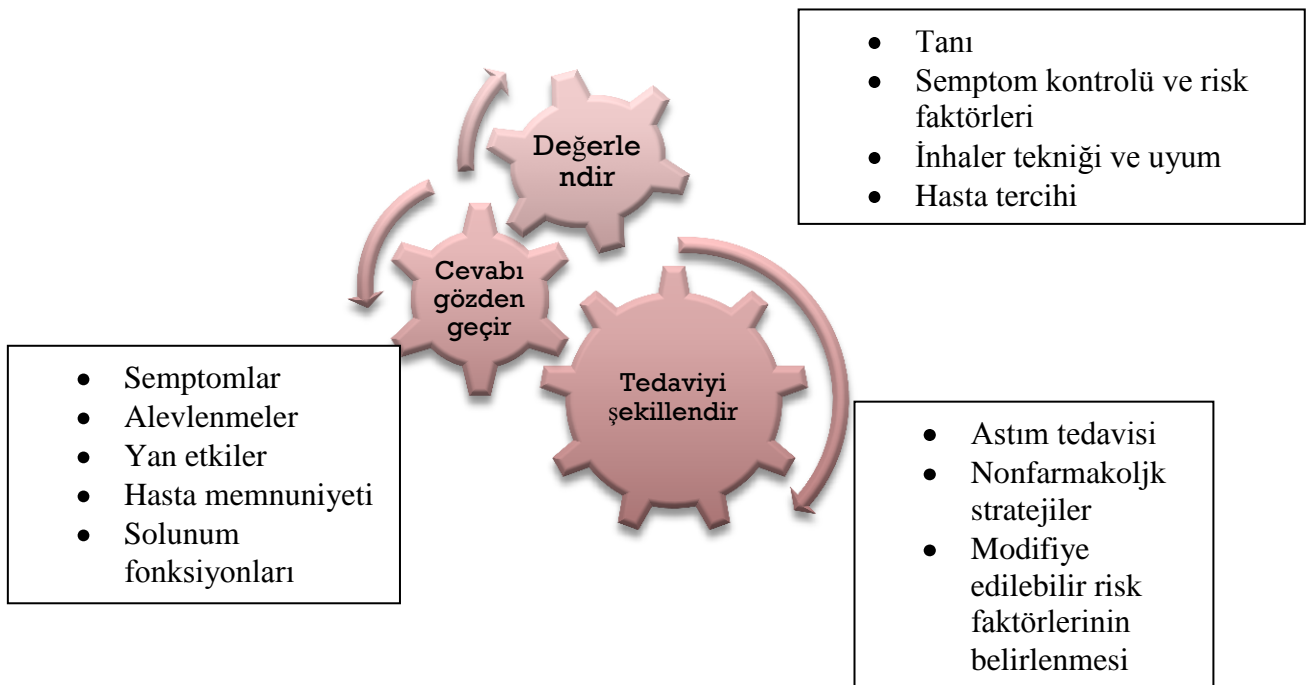 Tanı
Semptom kontrolü ve risk
faktörleri
İnhaler tekniği ve uyum
Hasta tercihi
Değerle
ndir
Cevabı
gözden
geçir
Tedaviyi
şekillendir
Semptomlar
Alevlenmeler
Yan etkiler
Hasta memnuniyeti
Solunum
fonksiyonları
Astım tedavisi
Nonfarmakoljk
stratejiler
Modifiye
edilebilir risk
faktörlerinin
belirlenmesi